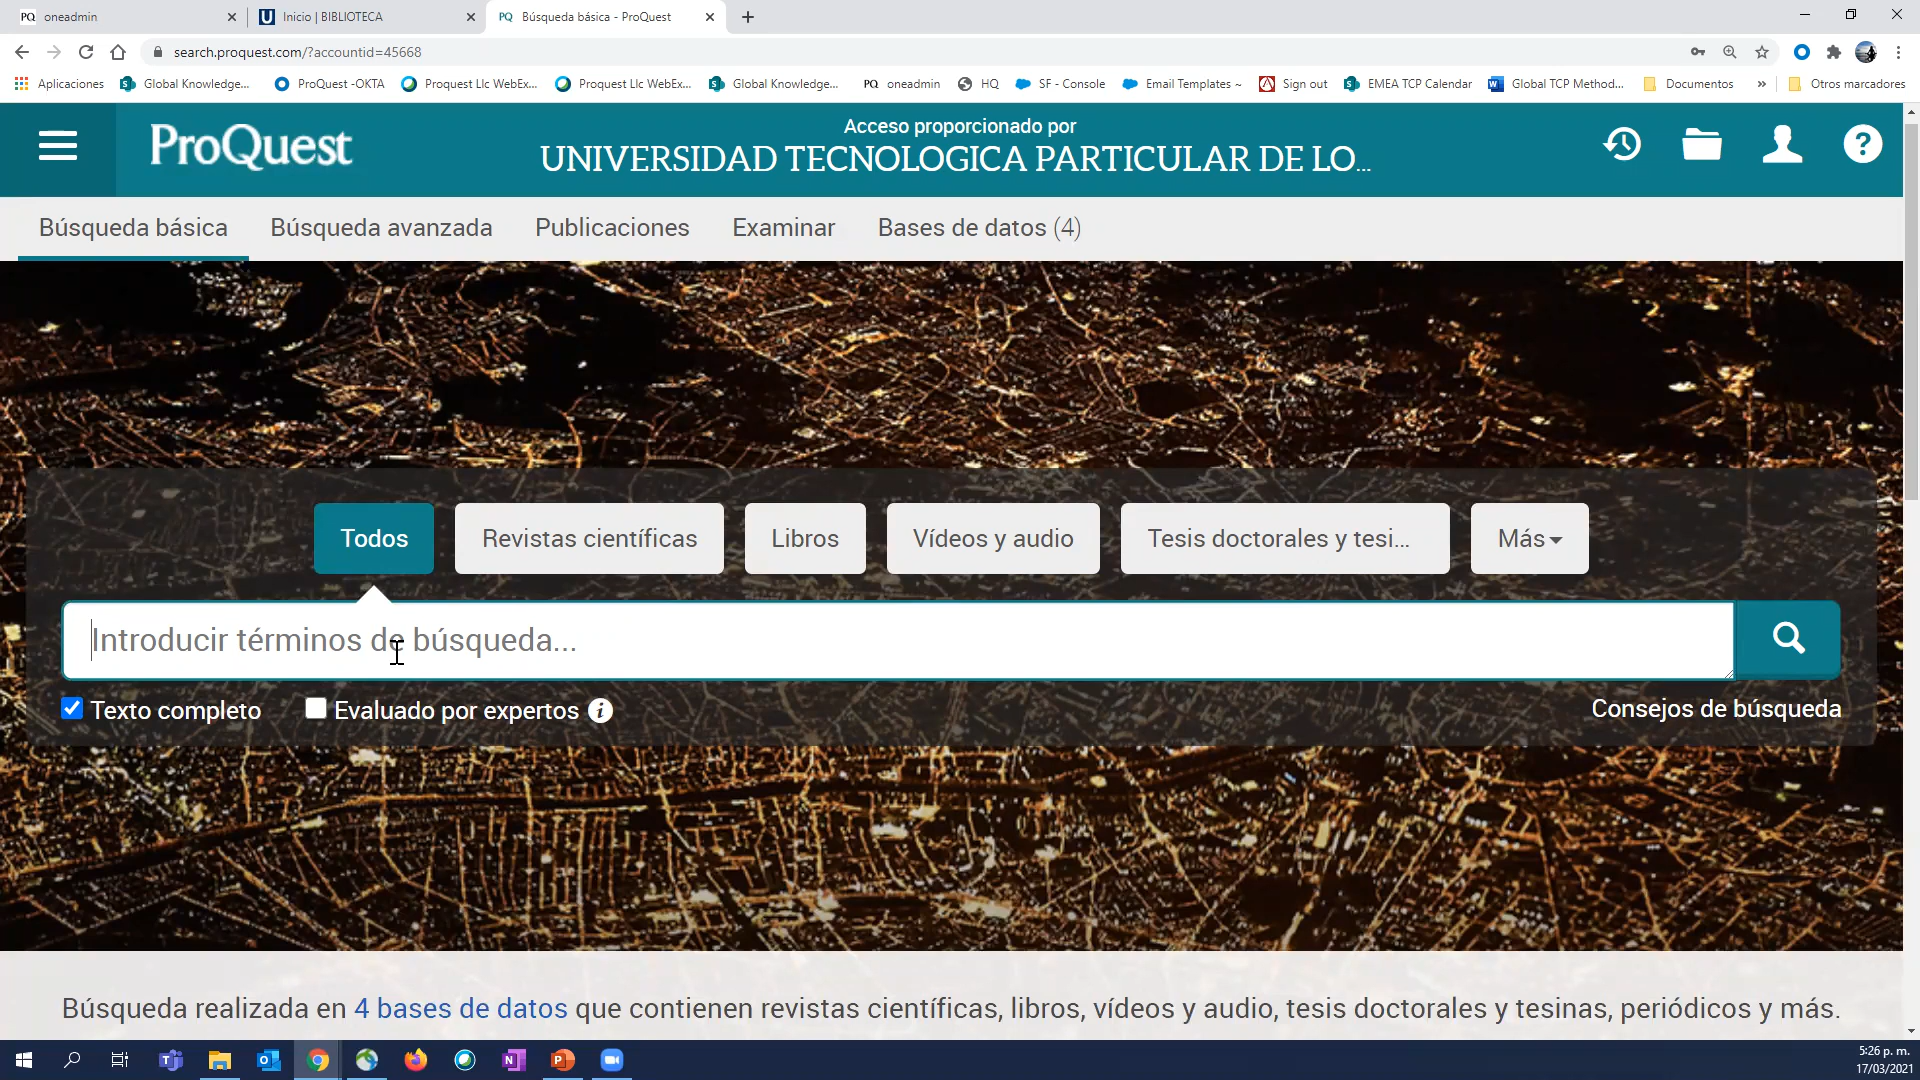 PQ oneadmin
Inicio | BIBLIOTECA
PQ Búsqueda básica - ProQuest
search.proquest.com/?accountid=45668
Aplicaciones
Global Knowledge...
ProQuest -OKTA
Proquest Llc WebEx...
Proquest Llc WebEx...
Global Knowledge...
PQ oneadmin
HQ
SF - Console
Email Templates ~
Sign out
EMEA TCP Calendar
Global TCP Method...
Documentos
»
Otros marcadores
ProQuest
Acceso proporcionado por
UNIVERSIDAD TECNOLOGICA PARTICULAR DE LO...
Búsqueda básica
Búsqueda avanzada
Publicaciones
Examinar
Bases de datos (4)
Todos
Revistas científicas
Libros
Vídeos y audio
Tesis doctorales y tesi...
Más
Introducir términos de búsqueda...
Texto completo
Evaluado por expertos
Consejos de búsqueda
Búsqueda realizada en 4 bases de datos que contienen revistas científicas, libros, vídeos y audio, tesis doctorales y tesinas, periódicos y más.
5:26 p. m.
17/03/2021